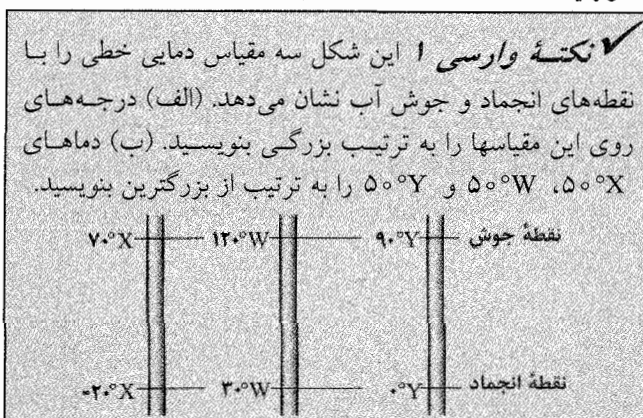 نکتهٔ وارسی ۱ این شکل سه مقیاس دمایی خطی را با
نقطه‌های انجماد و جوش آب نشان می‌دهد. (الف) درجه‌های
روی این مقیاسها را به ترتیب بزرگی بنویسید. (ب) دماهای
۵۰°X، ۵۰°W و ۵۰°Y را به ترتیب از بزرگترین بنویسید.
نقطهٔ جوش ۹۰°Y ۱۲۰°W ۷۰°X
نقطهٔ انجماد ۰°Y ۳۰°W -۲۰°X